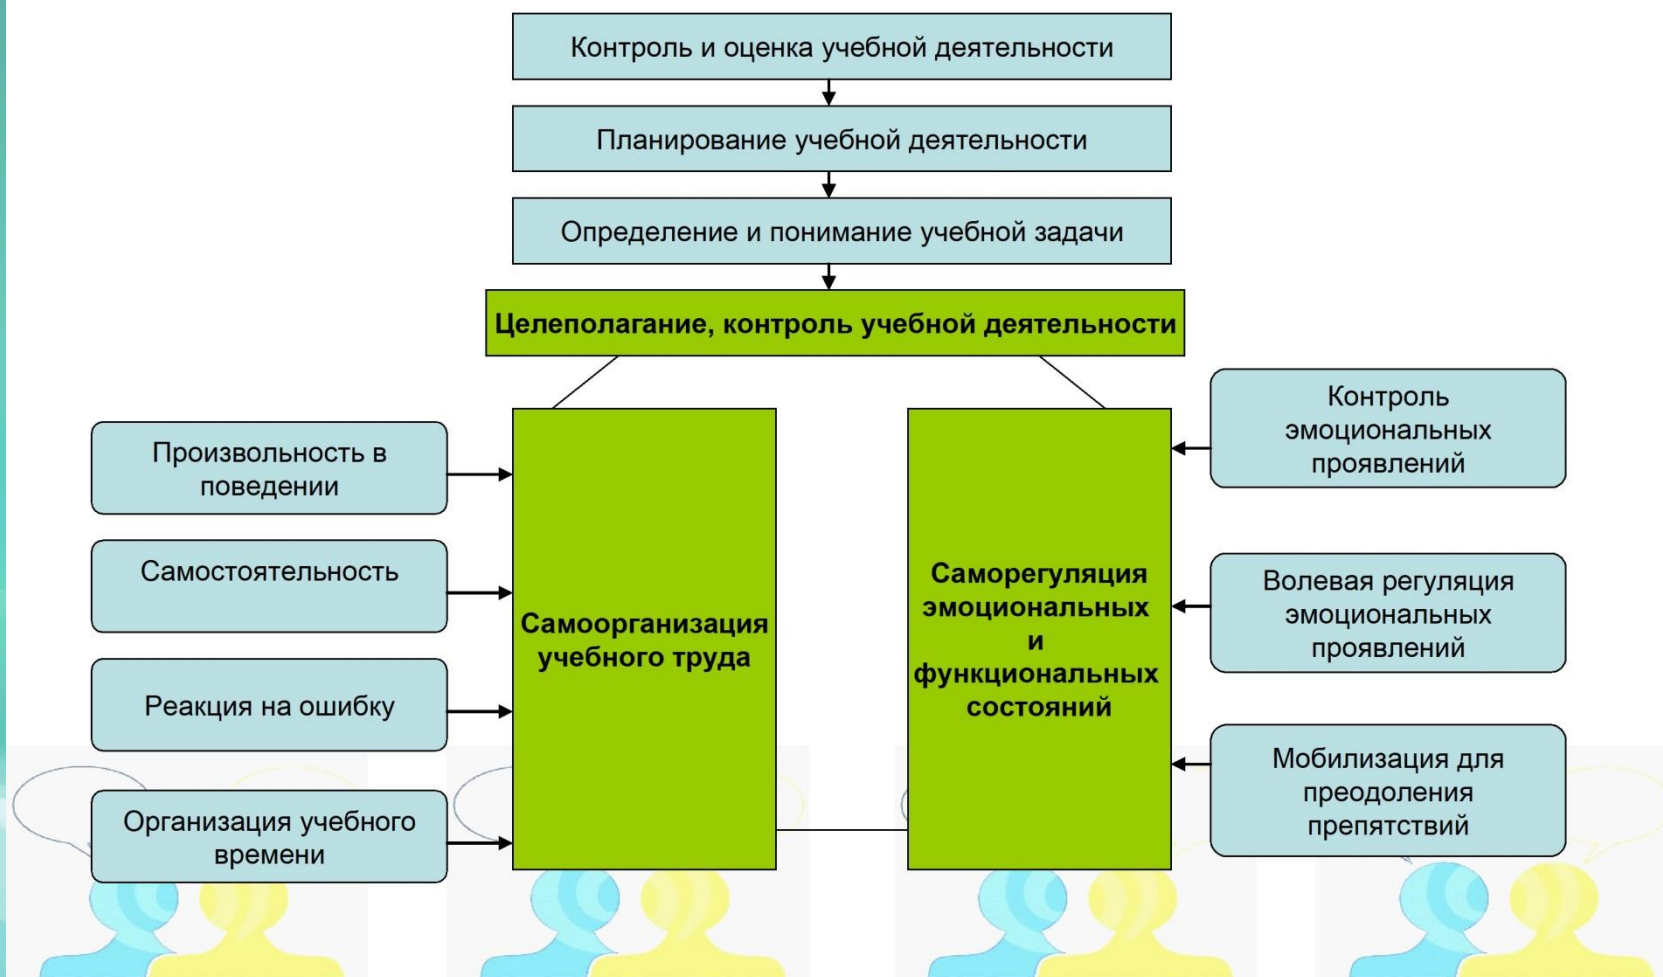 Контроль и оценка учебной деятельности
Планирование учебной деятельности
Определение и понимание учебной задачи
Целеполагание, контроль учебной деятельности
Произвольность в
поведении
Самостоятельность
Реакция на ошибку
Организация учебного
времени
Самоорганизация
учебного труда
Саморегуляция
эмоциональных
и
функциональных
состояний
Контроль
эмоциональных
проявлений
Волевая регуляция
эмоциональных
проявлений
Мобилизация для
преодоления
препятствий